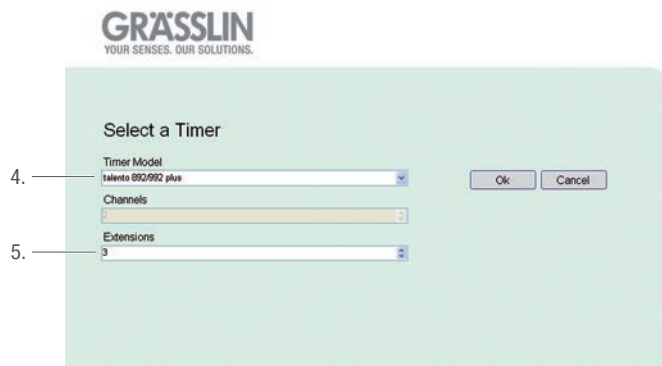 GRÄSSLIN
YOUR SENSES. OUR SOLUTIONS.
Select a Timer
Timer Model
4.
talento 892/992 plus
Ok
Cancel
Channels
2
Extensions
5.
3